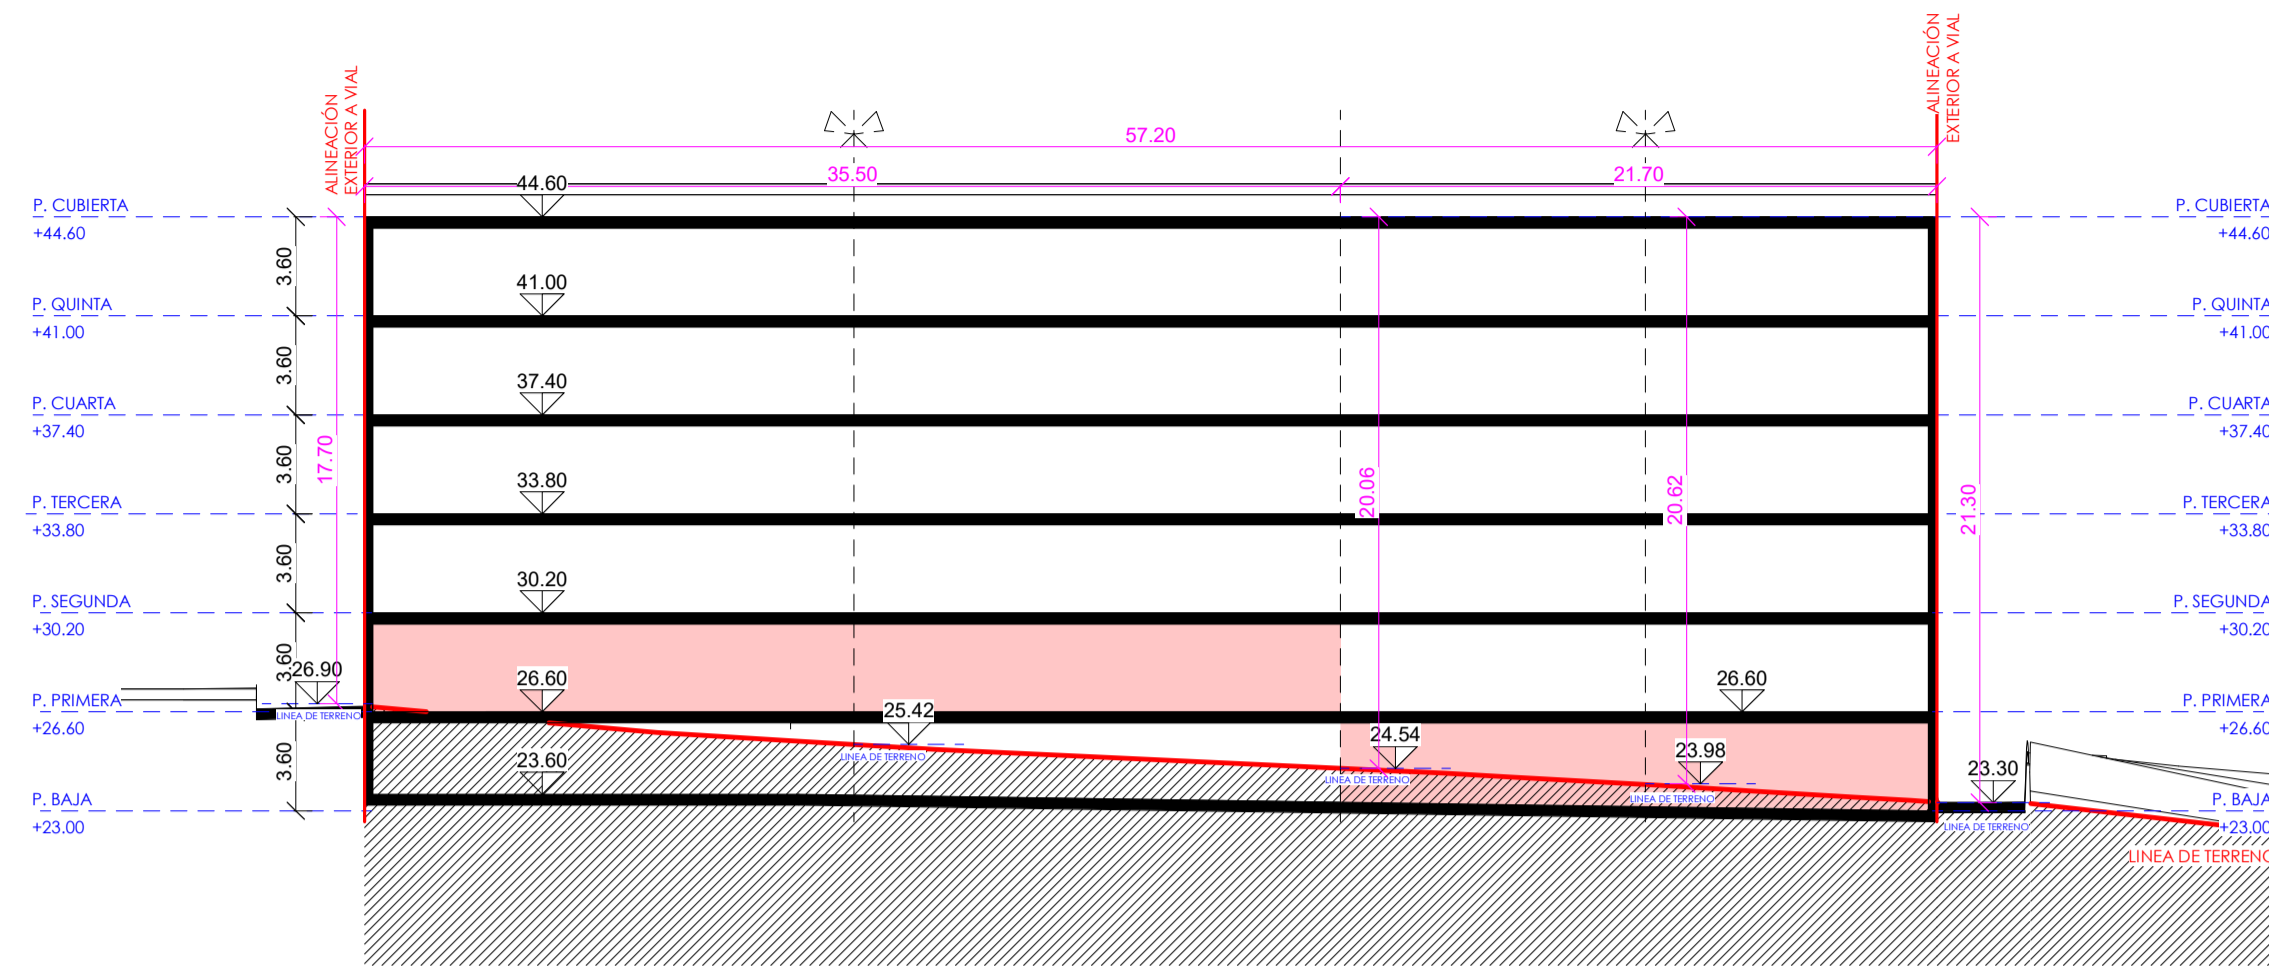 ALINEACIÓN
EXTERIOR A VIAL
ALINEACIÓN
EXTERIOR A VIAL
57.20
35.50
21.70
44.60
P. CUBIERTA
+44.60
P. CUBIERTA
+44.60
3.60
41.00
P. QUINTA
+41.00
P. QUINTA
+41.00
3.60
37.40
P. CUARTA
+37.40
P. CUARTA
+37.40
17.70
3.60
20.06
20.62
21.30
33.80
P. TERCERA
+33.80
P. TERCERA
+33.80
3.60
30.20
P. SEGUNDA
+30.20
P. SEGUNDA
+30.20
3.60
26.90
26.60
26.60
P. PRIMERA
+26.60
LINEA DE TERRENO
P. PRIMERA
+26.60
25.42
LINEA DE TERRENO
24.54
LINEA DE TERRENO
23.98
LINEA DE TERRENO
3.60
23.60
23.30
P. BAJA
+23.00
P. BAJA
+23.00
LINEA DE TERRENO
LINEA DE TERRENO